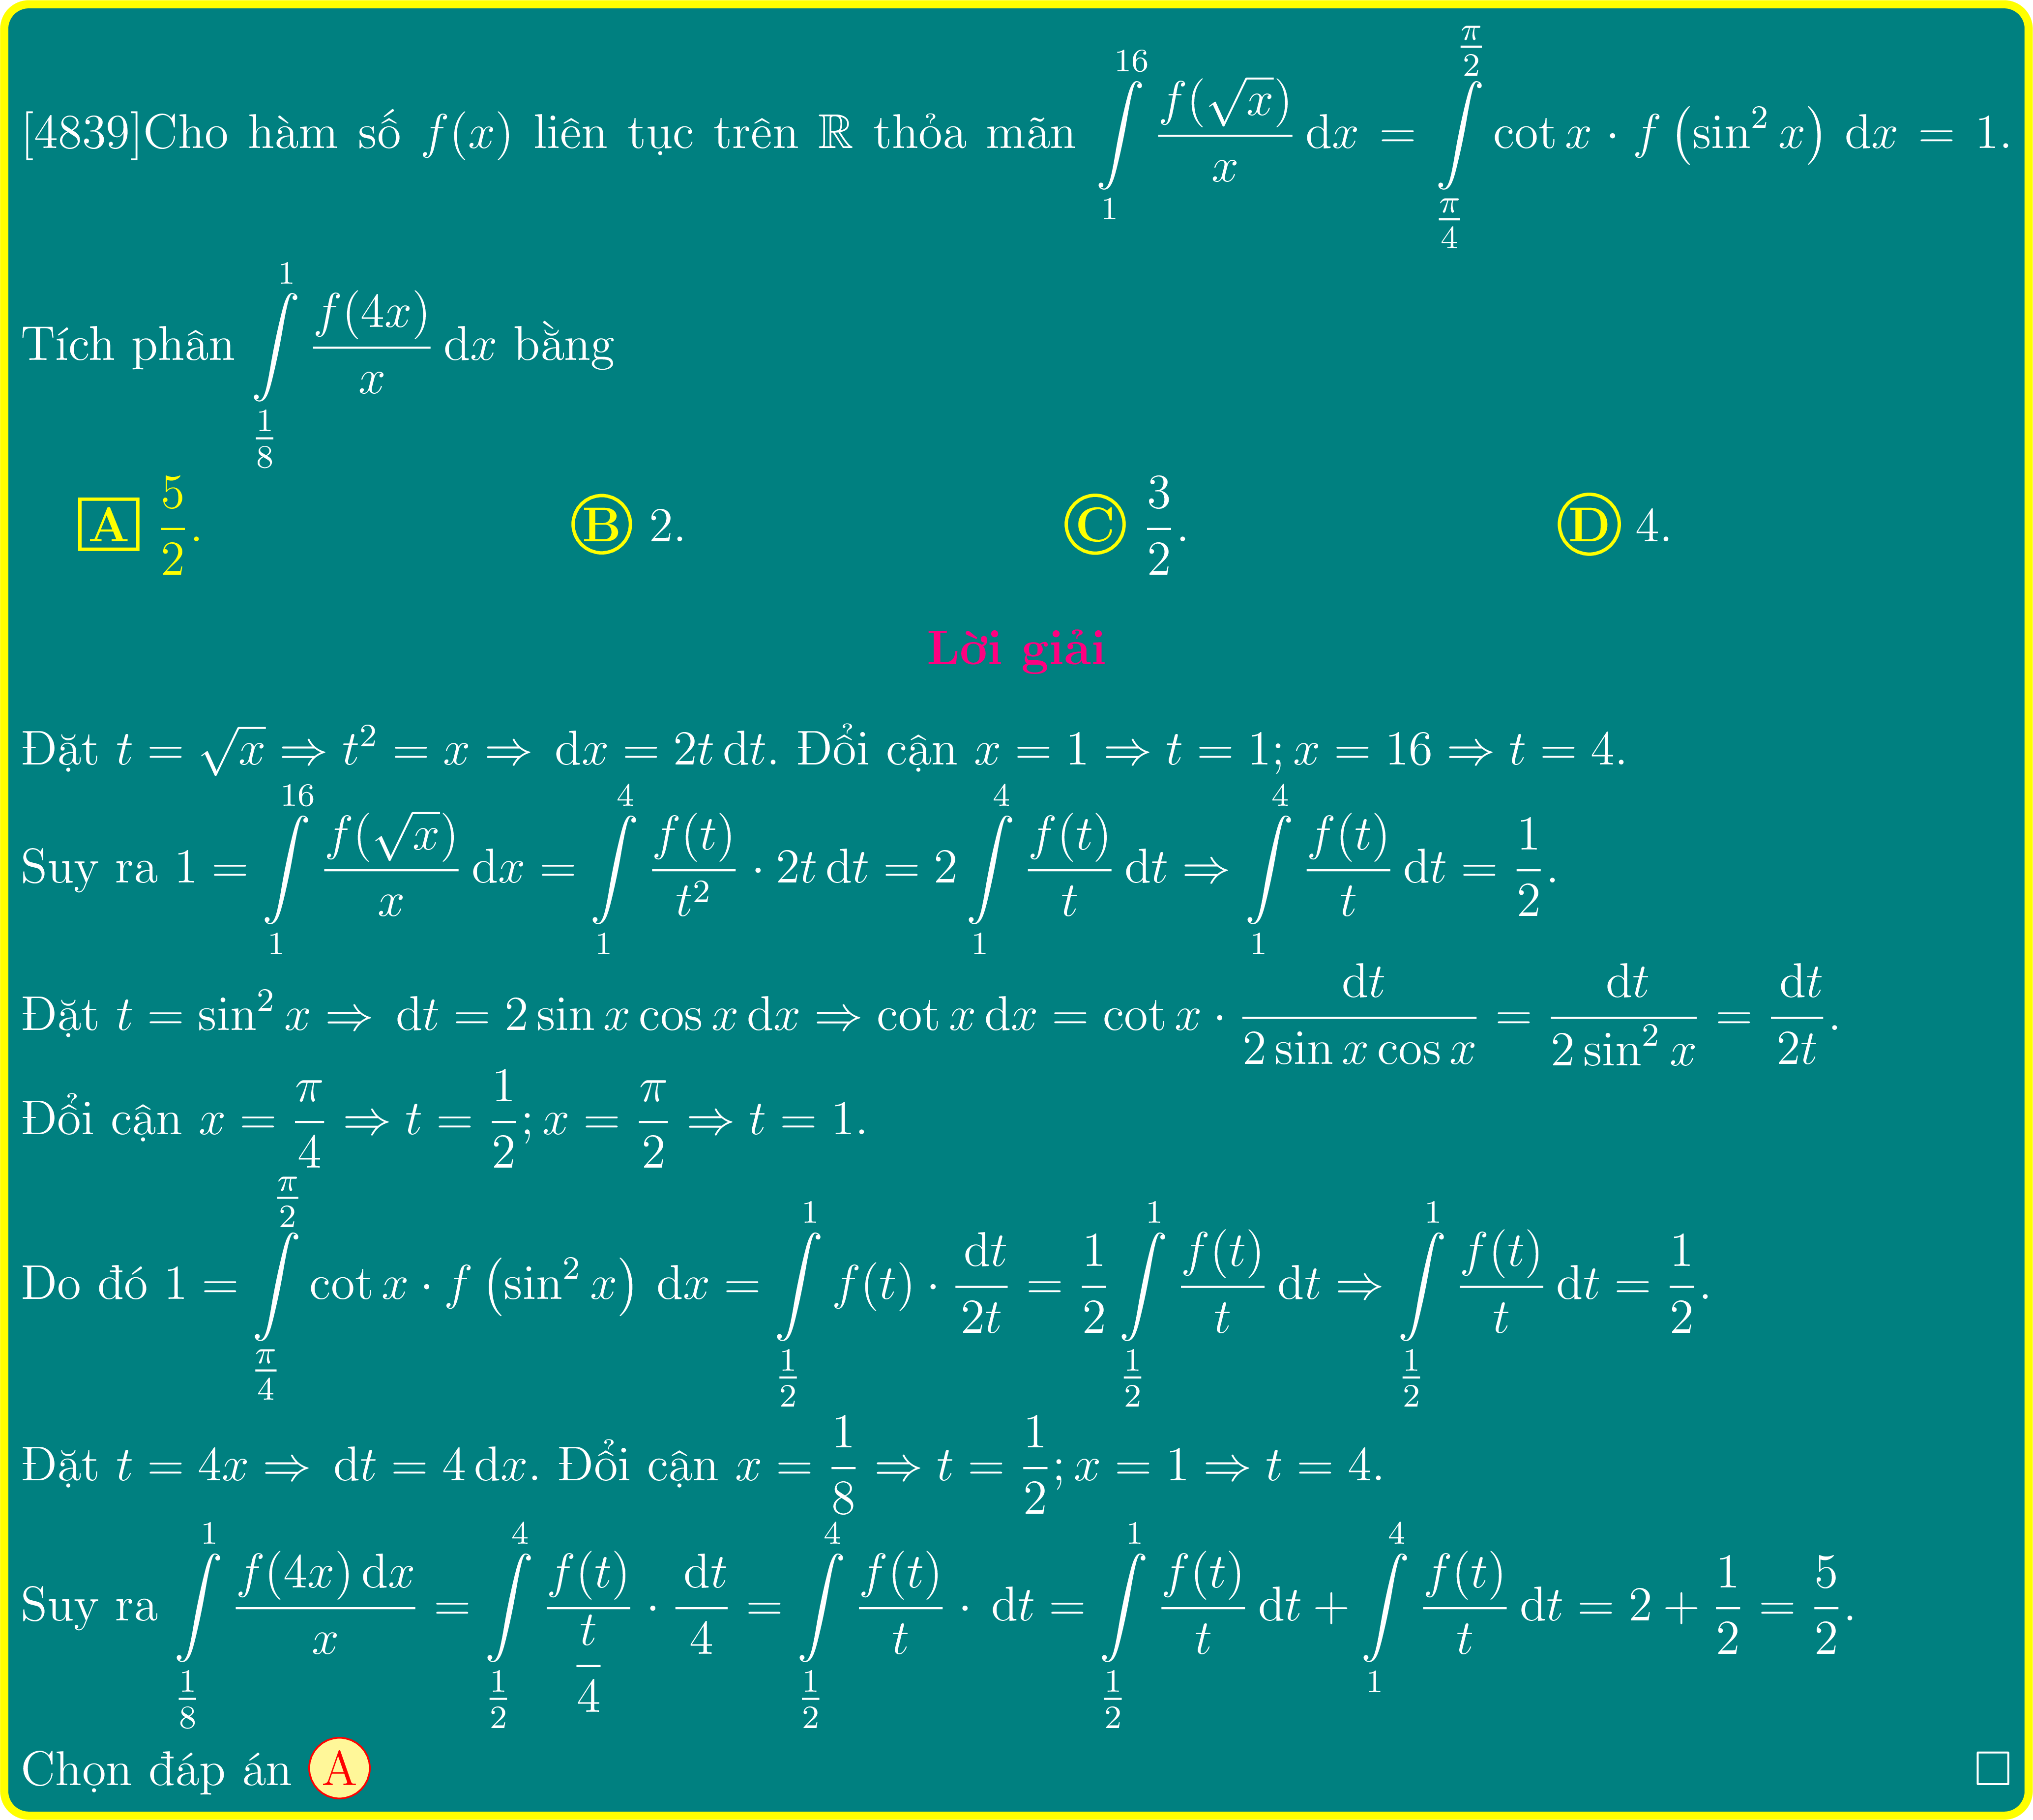 [4839]Cho hàm số $f(x)$ liên tục trên $\mathbb{R}$ thỏa mãn $\int\limits_{1}^{16} \frac{f(\sqrt{x})}{x}\,\mathrm{d}x = \int\limits_{\frac{\pi}{4}}^{\frac{\pi}{2}} \cot x \cdot f\left(\sin^2 x\right)\,\mathrm{d}x = 1.$
Tích phân $\int\limits_{\frac{1}{8}}^{1} \frac{f(4x)}{x}\,\mathrm{d}x$ bằng
A $\frac{5}{2}$. B 2. C $\frac{3}{2}$. D 4.
Lời giải
Đặt $t = \sqrt{x} \Rightarrow t^2 = x \Rightarrow \mathrm{d}x = 2t\,\mathrm{d}t$. Đổi cận $x = 1 \Rightarrow t = 1; x = 16 \Rightarrow t = 4.$
Suy ra $1 = \int\limits_{1}^{16} \frac{f(\sqrt{x})}{x}\,\mathrm{d}x = \int\limits_{1}^{4} \frac{f(t)}{t^2} \cdot 2t\,\mathrm{d}t = 2\int\limits_{1}^{4} \frac{f(t)}{t}\,\mathrm{d}t \Rightarrow \int\limits_{1}^{4} \frac{f(t)}{t}\,\mathrm{d}t = \frac{1}{2}.$
Đặt $t = \sin^2 x \Rightarrow \mathrm{d}t = 2\sin x \cos x\,\mathrm{d}x \Rightarrow \cot x\,\mathrm{d}x = \cot x \cdot \frac{\mathrm{d}t}{2\sin x \cos x} = \frac{\mathrm{d}t}{2\sin^2 x} = \frac{\mathrm{d}t}{2t}.$
Đổi cận $x = \frac{\pi}{4} \Rightarrow t = \frac{1}{2}; x = \frac{\pi}{2} \Rightarrow t = 1.$
Do đó $1 = \int\limits_{\frac{\pi}{4}}^{\frac{\pi}{2}} \cot x \cdot f\left(\sin^2 x\right)\,\mathrm{d}x = \int\limits_{\frac{1}{2}}^{1} f(t) \cdot \frac{\mathrm{d}t}{2t} = \frac{1}{2}\int\limits_{\frac{1}{2}}^{1} \frac{f(t)}{t}\,\mathrm{d}t \Rightarrow \int\limits_{\frac{1}{2}}^{1} \frac{f(t)}{t}\,\mathrm{d}t = \frac{1}{2}.$
Đặt $t = 4x \Rightarrow \mathrm{d}t = 4\,\mathrm{d}x$. Đổi cận $x = \frac{1}{8} \Rightarrow t = \frac{1}{2}; x = 1 \Rightarrow t = 4.$
Suy ra $\int\limits_{\frac{1}{8}}^{1} \frac{f(4x)\,\mathrm{d}x}{x} = \int\limits_{\frac{1}{2}}^{4} \frac{f(t)}{\frac{t}{4}} \cdot \frac{\mathrm{d}t}{4} = \int\limits_{\frac{1}{2}}^{4} \frac{f(t)}{t} \cdot \mathrm{d}t = \int\limits_{\frac{1}{2}}^{1} \frac{f(t)}{t}\,\mathrm{d}t + \int\limits_{1}^{4} \frac{f(t)}{t}\,\mathrm{d}t = 2 + \frac{1}{2} = \frac{5}{2}.$
Chọn đáp án A □